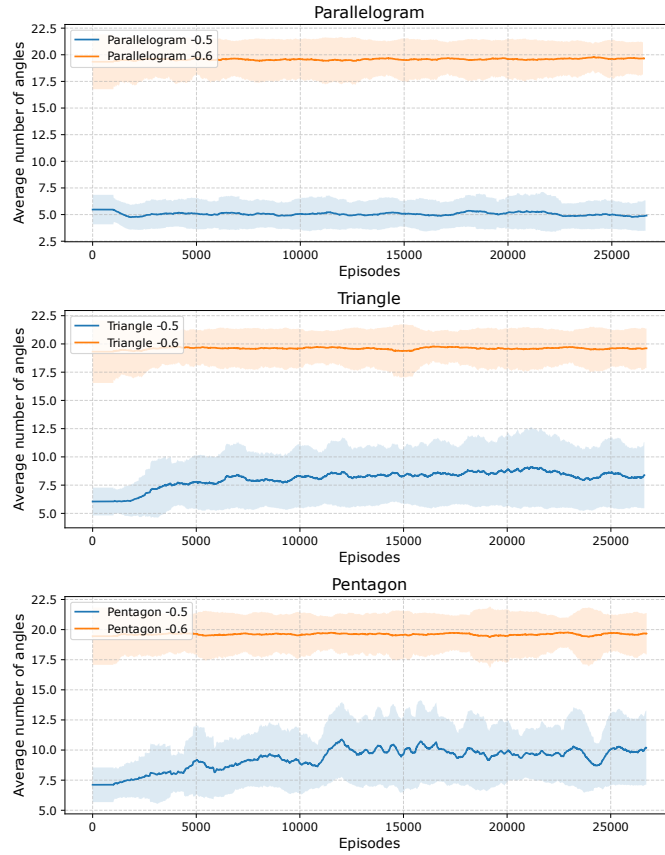 Parallelogram
22.5
20.0
17.5
15.0
12.5
10.0
7.5
5.0
2.5
Average number of angles
Parallelogram -0.5
Parallelogram -0.6
0 5000 10000 15000 20000 25000
Episodes
Triangle
22.5
20.0
17.5
15.0
12.5
10.0
7.5
5.0
Average number of angles
Triangle -0.5
Triangle -0.6
0 5000 10000 15000 20000 25000
Episodes
Pentagon
22.5
20.0
17.5
15.0
12.5
10.0
7.5
5.0
Average number of angles
Pentagon -0.5
Pentagon -0.6
0 5000 10000 15000 20000 25000
Episodes